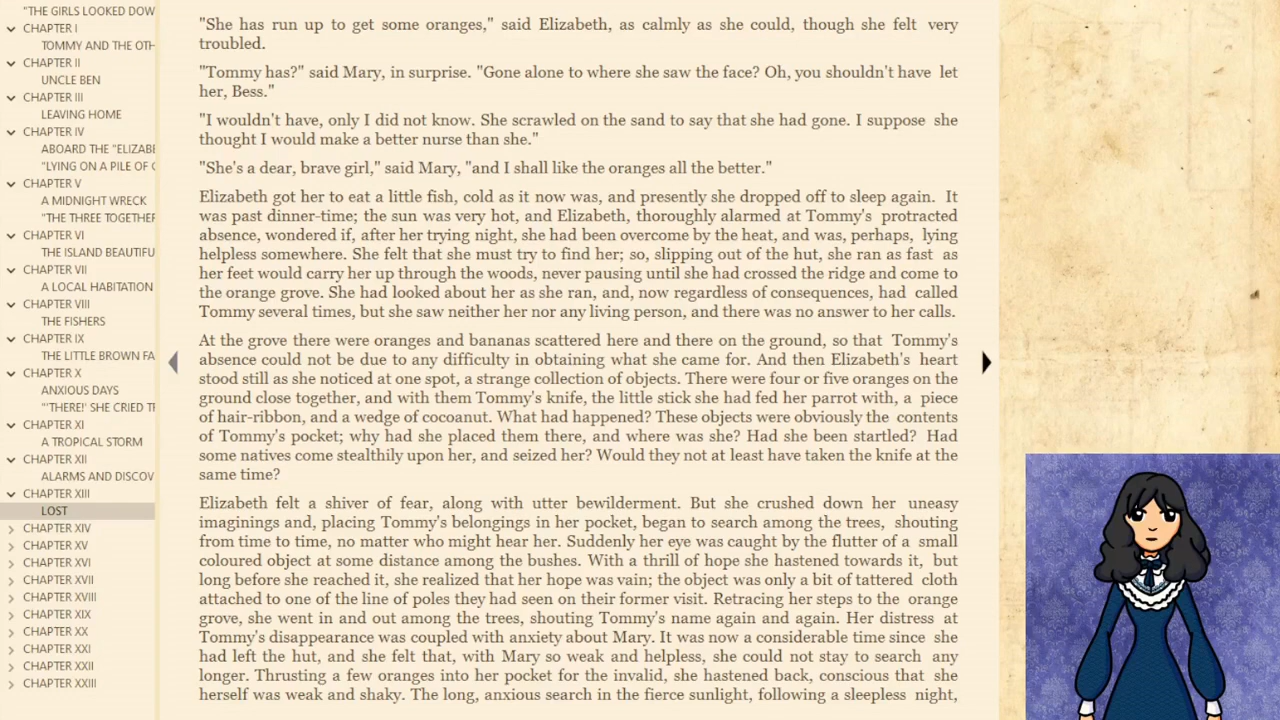 "THE GIRLS LOOKED DOW
CHAPTER I
TOMMY AND THE OTH
CHAPTER II
UNCLE BEN
CHAPTER III
LEAVING HOME
CHAPTER IV
ABOARD THE "ELIZABE
"LYING ON A PILE OF C
CHAPTER V
A MIDNIGHT WRECK
"THE THREE TOGETHER
CHAPTER VI
THE ISLAND BEAUTIFU
CHAPTER VII
A LOCAL HABITATION
CHAPTER VIII
THE FISHERS
CHAPTER IX
THE LITTLE BROWN FA
CHAPTER X
ANXIOUS DAYS
"'THERE!' SHE CRIED TR
CHAPTER XI
A TROPICAL STORM
CHAPTER XII
ALARMS AND DISCOV
CHAPTER XIII
LOST
CHAPTER XIV
CHAPTER XV
CHAPTER XVI
CHAPTER XVII
CHAPTER XVIII
CHAPTER XIX
CHAPTER XX
CHAPTER XXI
CHAPTER XXII
CHAPTER XXIII
"She has run up to get some oranges," said Elizabeth, as calmly as she could, though she felt very
troubled.
"Tommy has?" said Mary, in surprise. "Gone alone to where she saw the face? Oh, you shouldn't have let
her, Bess."
"I wouldn't have, only I did not know. She scrawled on the sand to say that she had gone. I suppose she
thought I would make a better nurse than she."
"She's a dear, brave girl," said Mary, "and I shall like the oranges all the better."
Elizabeth got her to eat a little fish, cold as it now was, and presently she dropped off to sleep again. It
was past dinner-time; the sun was very hot, and Elizabeth, thoroughly alarmed at Tommy's protracted
absence, wondered if, after her trying night, she had been overcome by the heat, and was, perhaps, lying
helpless somewhere. She felt that she must try to find her; so, slipping out of the hut, she ran as fast as
her feet would carry her up through the woods, never pausing until she had crossed the ridge and come to
the orange grove. She had looked about her as she ran, and, now regardless of consequences, had called
Tommy several times, but she saw neither her nor any living person, and there was no answer to her calls.
At the grove there were oranges and bananas scattered here and there on the ground, so that Tommy's
absence could not be due to any difficulty in obtaining what she came for. And then Elizabeth's heart
stood still as she noticed at one spot, a strange collection of objects. There were four or five oranges on the
ground close together, and with them Tommy's knife, the little stick she had fed her parrot with, a piece
of hair-ribbon, and a wedge of cocoanut. What had happened? These objects were obviously the contents
of Tommy's pocket; why had she placed them there, and where was she? Had she been startled? Had
some natives come stealthily upon her, and seized her? Would they not at least have taken the knife at the
same time?
Elizabeth felt a shiver of fear, along with utter bewilderment. But she crushed down her uneasy
imaginings and, placing Tommy's belongings in her pocket, began to search among the trees, shouting
from time to time, no matter who might hear her. Suddenly her eye was caught by the flutter of a small
coloured object at some distance among the bushes. With a thrill of hope she hastened towards it, but
long before she reached it, she realized that her hope was vain; the object was only a bit of tattered cloth
attached to one of the line of poles they had seen on their former visit. Retracing her steps to the orange
grove, she went in and out among the trees, shouting Tommy's name again and again. Her distress at
Tommy's disappearance was coupled with anxiety about Mary. It was now a considerable time since she
had left the hut, and she felt that, with Mary so weak and helpless, she could not stay to search any
longer. Thrusting a few oranges into her pocket for the invalid, she hastened back, conscious that she
herself was weak and shaky. The long, anxious search in the fierce sunlight, following a sleepless night,